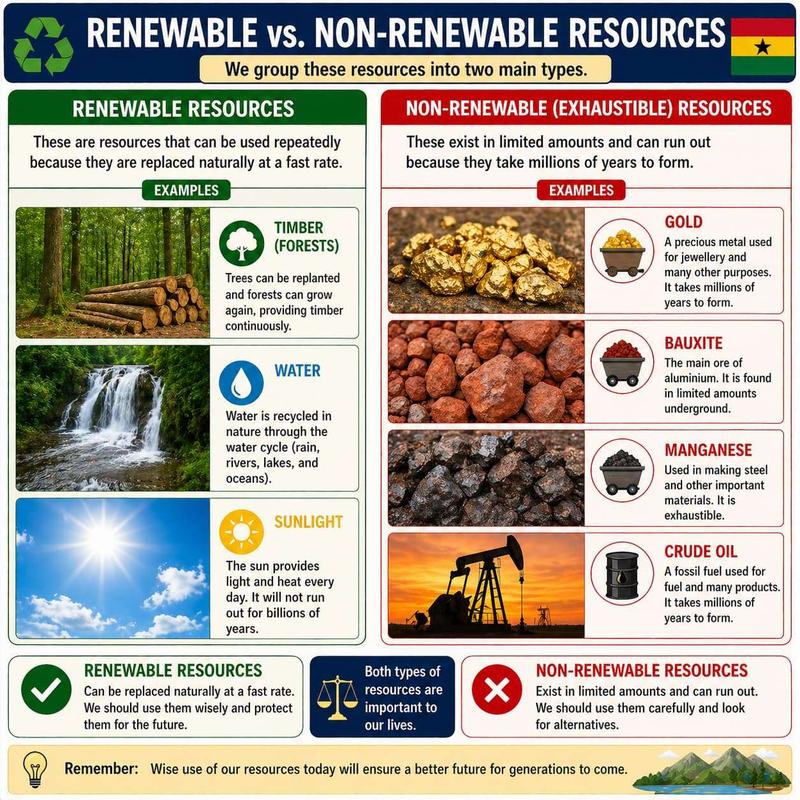 RENEWABLE vs. NON-RENEWABLE RESOURCES
We group these resources into two main types.
RENEWABLE RESOURCES
These are resources that can be used repeatedly
because they are replaced naturally at a fast rate.
EXAMPLES
TIMBER
(FORESTS)
Trees can be replanted
and forests can grow
again, providing timber
continuously.
WATER
Water is recycled in
nature through the
water cycle (rain,
rivers, lakes, and
oceans).
SUNLIGHT
The sun provides
light and heat every
day. It will not run
out for billions of
years.
NON-RENEWABLE (EXHAUSTIBLE) RESOURCES
These exist in limited amounts and can run out
because they take millions of years to form.
EXAMPLES
GOLD
A precious metal used
for jewellery and
many other purposes.
It takes millions of
years to form.
BAUXITE
The main ore of
aluminium. It is found
in limited amounts
underground.
MANGANESE
Used in making steel
and other important
materials. It is
exhaustible.
CRUDE OIL
A fossil fuel used for
fuel and many products.
It takes millions of
years to form.
RENEWABLE RESOURCES
Can be replaced naturally at a fast rate.
We should use them wisely and protect
them for the future.
Both types of
resources are
important to
our lives.
NON-RENEWABLE RESOURCES
Exist in limited amounts and can run out.
We should use them carefully and look
for alternatives.
Remember: Wise use of our resources today will ensure a better future for generations to come.